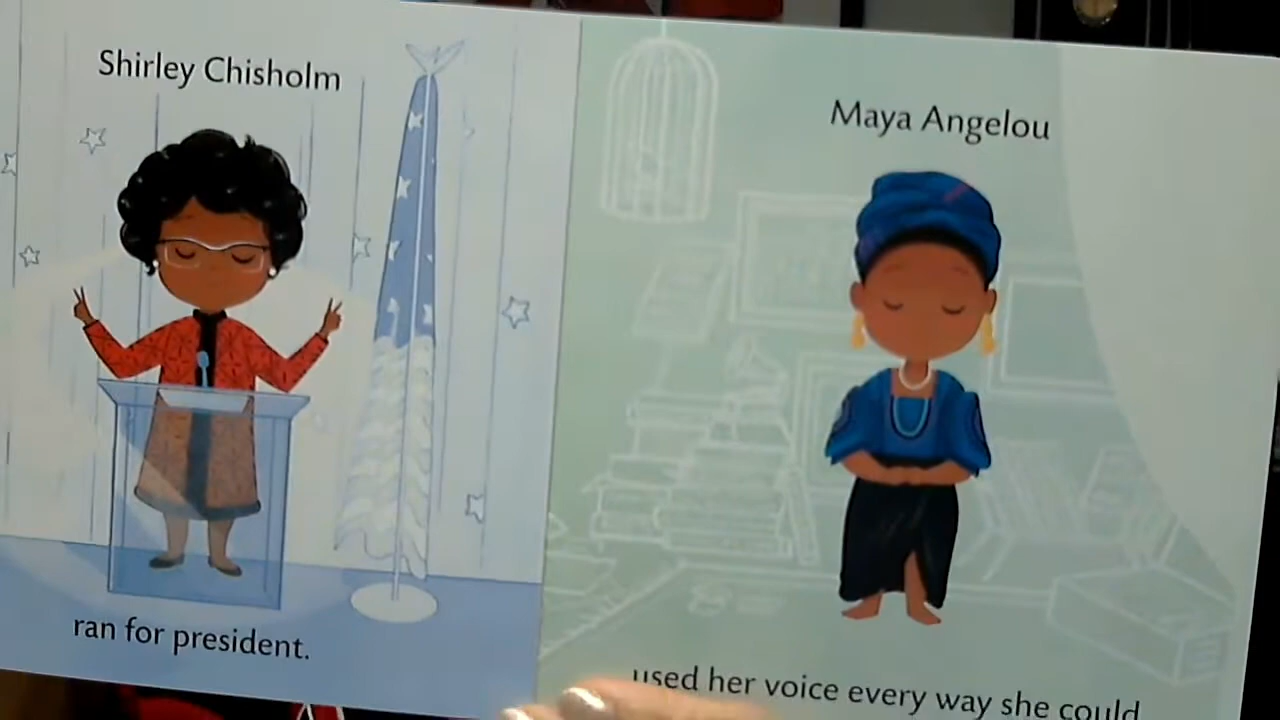 Shirley Chisholm
ran for president.
Maya Angelou
used her voice every way she could